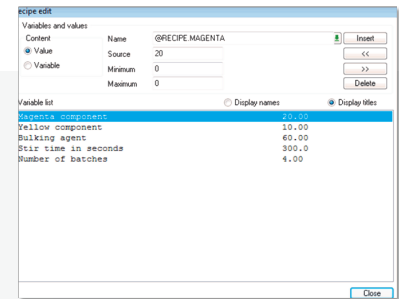 ecipe edit
Variables and values
Content
Value
Variable
Name @RECIPE.MAGENTA
Source 20
Minimum 0
Maximum 0
Insert
<<
>>
Delete
Variable list Display names Display titles
Magenta component 20.00
Yellow component 10.00
Bulking agent 60.00
Stir time in seconds 300.0
Number of batches 4.00
Close